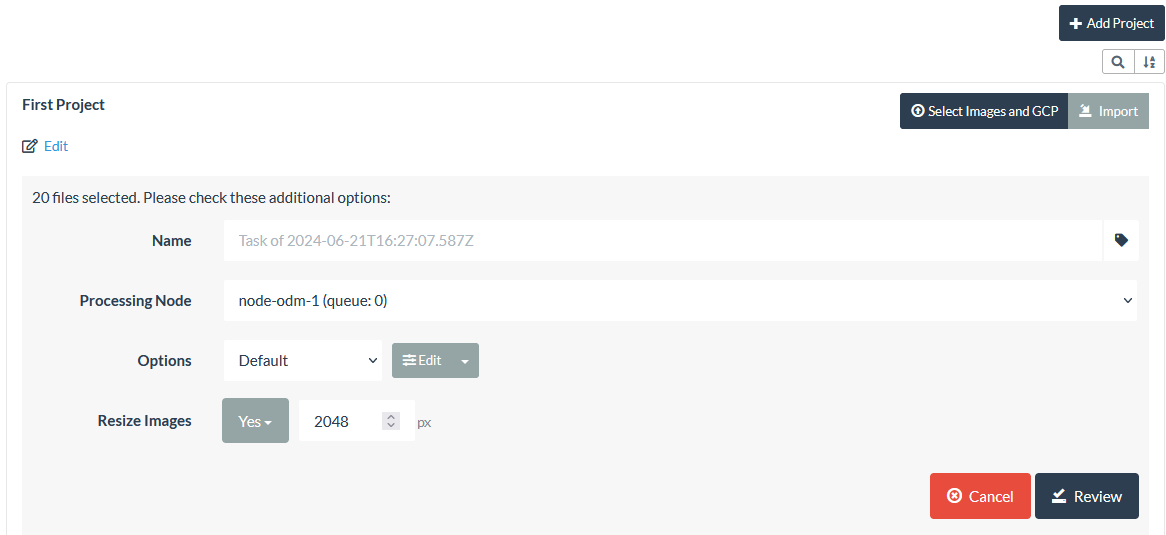 Add Project
First Project
Select Images and GCP Import
Edit
20 files selected. Please check these additional options:
Name Task of 2024-06-21T16:27:07.587Z
Processing Node node-odm-1 (queue: 0)
Options Default Edit
Resize Images Yes 2048 px
Cancel Review